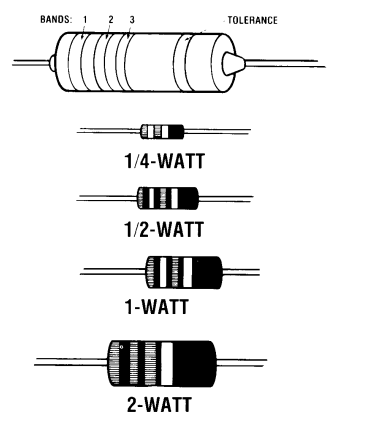 BANDS: 1 2 3 TOLERANCE
1/4-WATT
1/2-WATT
1-WATT
2-WATT